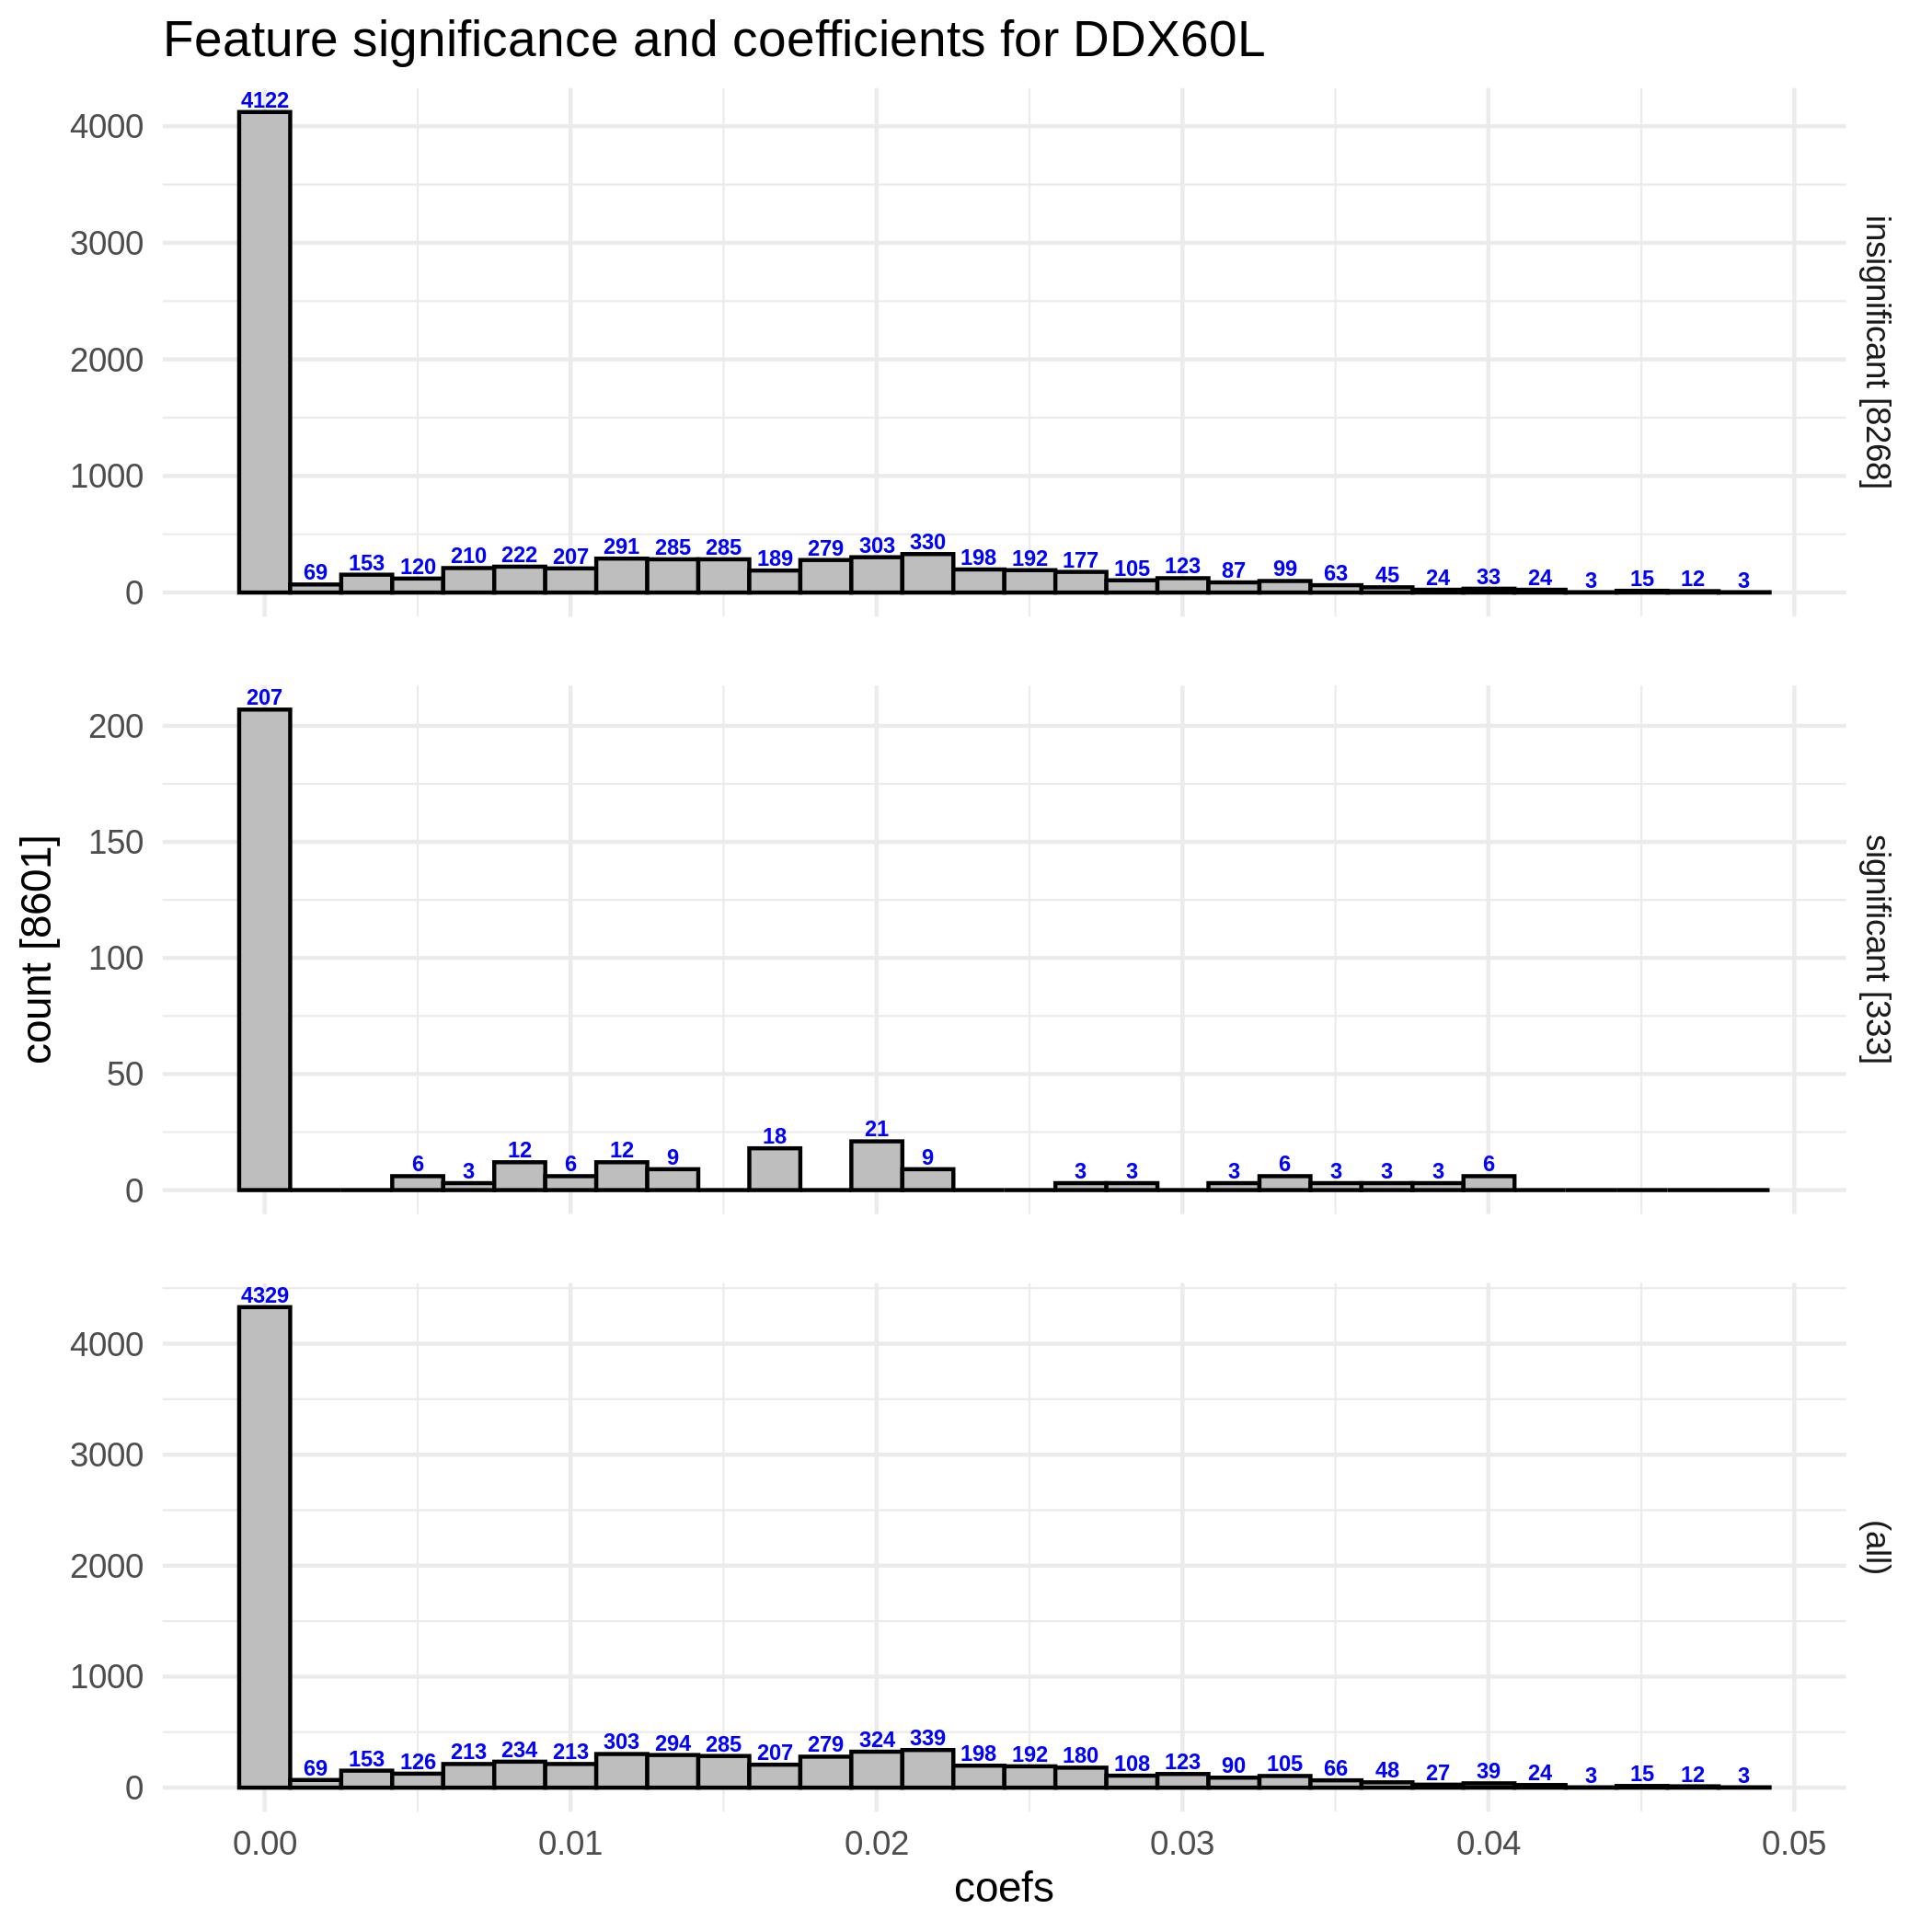 Feature significance and coefficients for DDX60L
4122
4000
3000
2000
1000
0
69 153 120 210 222 207 291 285 285 189 279 303 330 198 192 177 105 123 87 99 63 45 24 33 24 3 15 12 3
insignificant [8268]
207
200
150
100
50
0
6 3 12 6 12 9 18 21 9 3 3 3 6 3 3 3 6
significant [333]
count [8601]
4329
4000
3000
2000
1000
0
69 153 126 213 234 213 303 294 285 207 279 324 339 198 192 180 108 123 90 105 66 48 27 39 24 3 15 12 3
(all)
0.00 0.01 0.02 0.03 0.04 0.05
coefs